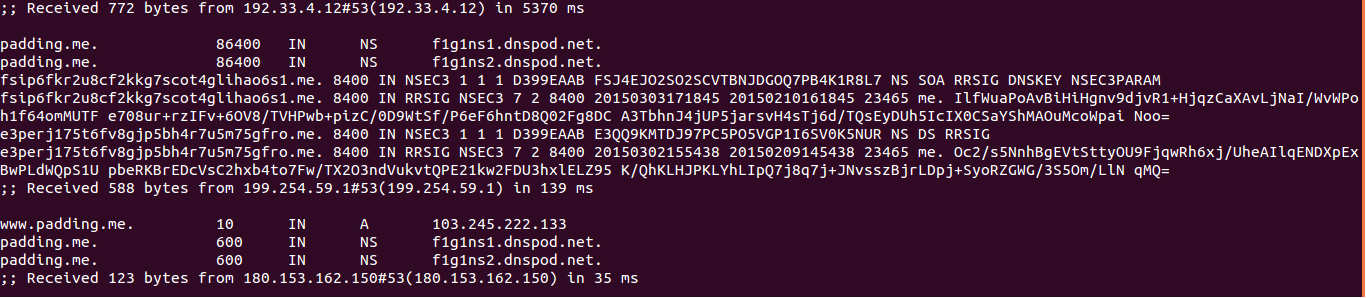 ;; Received 772 bytes from 192.33.4.12#53(192.33.4.12) in 5370 ms
padding.me. 86400 IN NS f1g1ns1.dnspod.net.
padding.me. 86400 IN NS f1g1ns2.dnspod.net.
fsip6fkr2u8cf2kkg7scot4glihao6s1.me. 8400 IN NSEC3 1 1 1 D399EAAB FSJ4EJO2SO2SCVTBNJDGOQ7PB4K1R8L7 NS SOA RRSIG DNSKEY NSEC3PARAM
fsip6fkr2u8cf2kkg7scot4glihao6s1.me. 8400 IN RRSIG NSEC3 7 2 8400 20150303171845 20150210161845 23465 me. IlfWuaPoAvBiHiHgnv9djvR1+HjqzCaXAvLjNaI/WvWPo
h1f64omMUTF e708ur+rzIFv+6OV8/TVHPwb+pizC/0D9WtSf/P6eF6hntD8Q02Fg8DC A3TbhnJ4jUP5jarsvH4sTj6d/TQsEyDUh5IcIX0CSaYShMAOuMcoWpai Noo=
e3perj175t6fv8gjp5bh4r7u5m75gfro.me. 8400 IN NSEC3 1 1 1 D399EAAB E3QQ9KMTDJ97PC5PO5VGP1I6SV0K5NUR NS DS RRSIG
e3perj175t6fv8gjp5bh4r7u5m75gfro.me. 8400 IN RRSIG NSEC3 7 2 8400 20150302155438 20150209145438 23465 me. Oc2/s5NnhBgEVtSttyOU9FjqwRh6xj/UheAIlqENDXpEx
BwPLdWQpS1U pbeRKBrEDcVsC2hxb4to7Fw/TX2O3ndVukvtQPE21kw2FDU3hxlELZ95 K/QhKLHJPKLYhLIpQ7j8q7j+JNvsszBjrLDpj+SyoRZGWG/3S5Om/LlN qMQ=
;; Received 588 bytes from 199.254.59.1#53(199.254.59.1) in 139 ms
www.padding.me. 10 IN A 103.245.222.133
padding.me. 600 IN NS f1g1ns1.dnspod.net.
padding.me. 600 IN NS f1g1ns2.dnspod.net.
;; Received 123 bytes from 180.153.162.150#53(180.153.162.150) in 35 ms